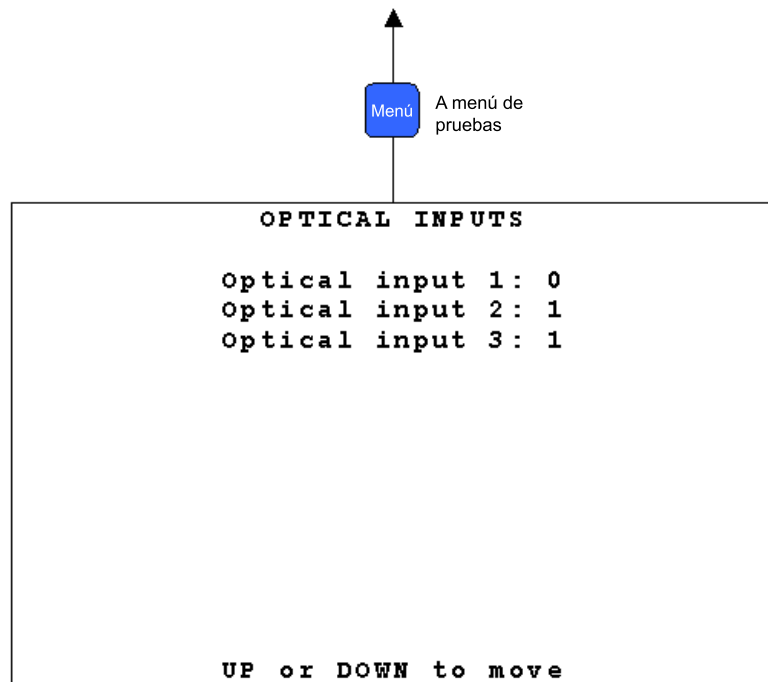 Menú
A menú de
pruebas
OPTICAL INPUTS
Optical input 1: 0
Optical input 2: 1
Optical input 3: 1
UP or DOWN to move